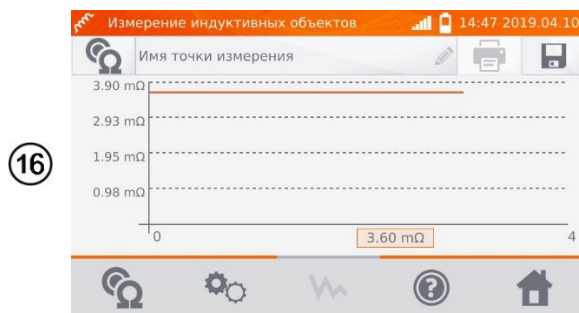 Измерение индуктивных объектов 14:47 2019.04.10
Имя точки измерения
3.90 mΩ
2.93 mΩ
16
1.95 mΩ
0.98 mΩ
0 3.60 mΩ 4